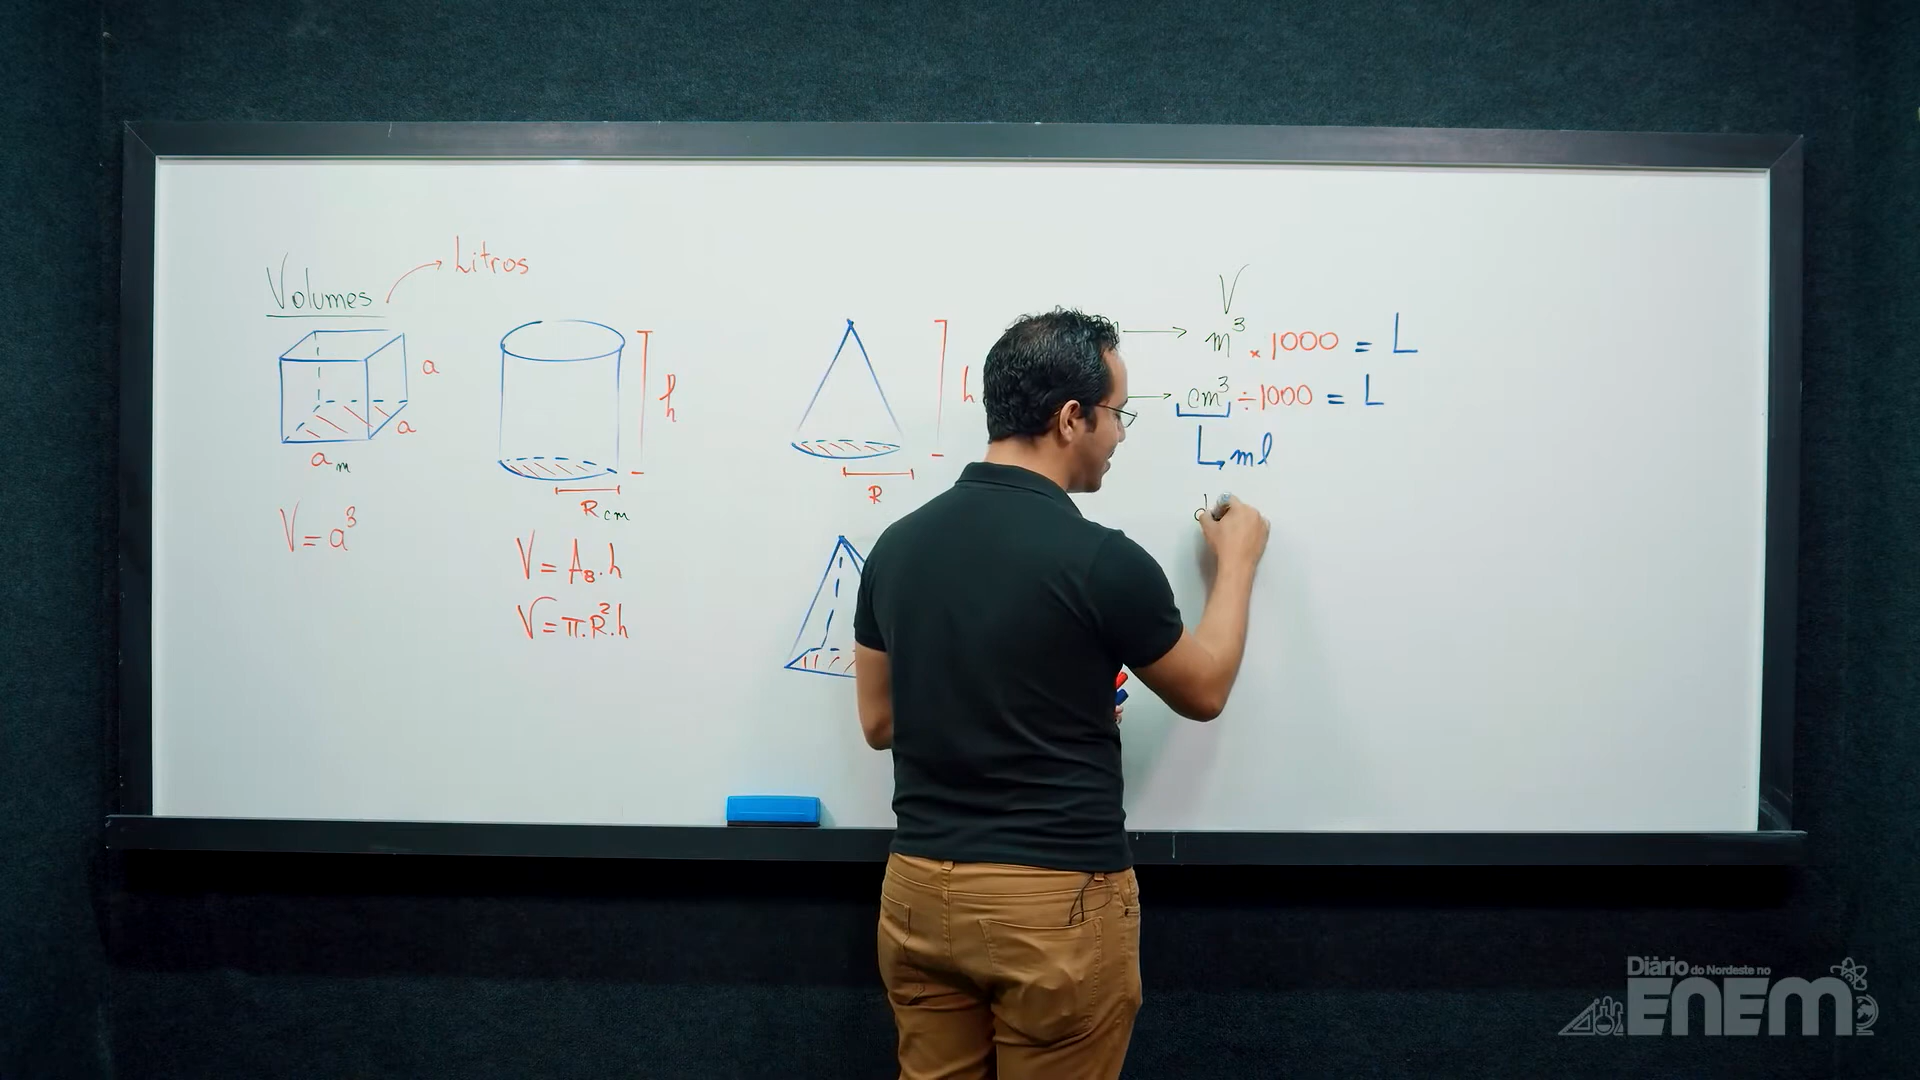 Volumes → Litros
a
a
a m
V = a³
h
R cm
V = A_B . h
V = π . R² . h
h
R
V
m³ × 1000 = L
cm³ ÷ 1000 = L
ml
d
Diário do Nordeste no
ENEM